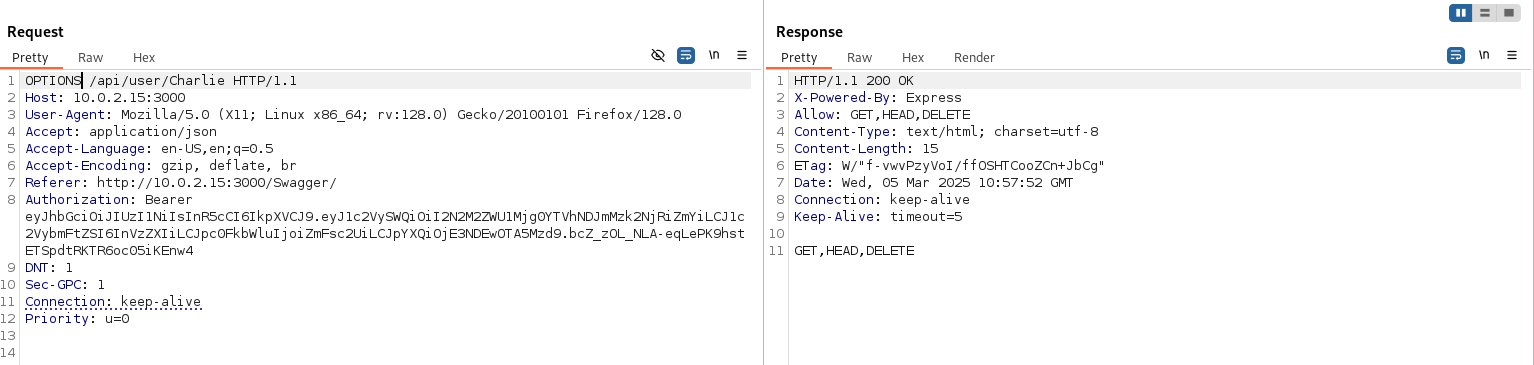 Request
Pretty Raw Hex \n
1 OPTIONS /api/user/Charlie HTTP/1.1
2 Host: 10.0.2.15:3000
3 User-Agent: Mozilla/5.0 (X11; Linux x86_64; rv:128.0) Gecko/20100101 Firefox/128.0
4 Accept: application/json
5 Accept-Language: en-US,en;q=0.5
6 Accept-Encoding: gzip, deflate, br
7 Referer: http://10.0.2.15:3000/Swagger/
8 Authorization: Bearer
eyJhbGciOiJIUzI1NiIsInR5cCI6IkpXVCJ9.eyJ1c2VySWQiOiI2N2M2ZWU1Mjg0YTVhNDJmMzk2NjRiZmYiLCJ1c
2VybmFtZSI6InVzZXIiLCJpc0FkbWluIjoiZmFsc2UiLCJpYXQiOjE3NDEwOTA5Mzd9.bcZ_zOL_NLA-eqLePK9hst
ETSpdtRKTR6oc05iKEnw4
9 DNT: 1
10 Sec-GPC: 1
11 Connection: keep-alive
12 Priority: u=0
13
14
Response
Pretty Raw Hex Render \n
1 HTTP/1.1 200 OK
2 X-Powered-By: Express
3 Allow: GET,HEAD,DELETE
4 Content-Type: text/html; charset=utf-8
5 Content-Length: 15
6 ETag: W/"f-vwvPzyVoI/ffOSHTCooZCn+JbCg"
7 Date: Wed, 05 Mar 2025 10:57:52 GMT
8 Connection: keep-alive
9 Keep-Alive: timeout=5
10
11 GET,HEAD,DELETE